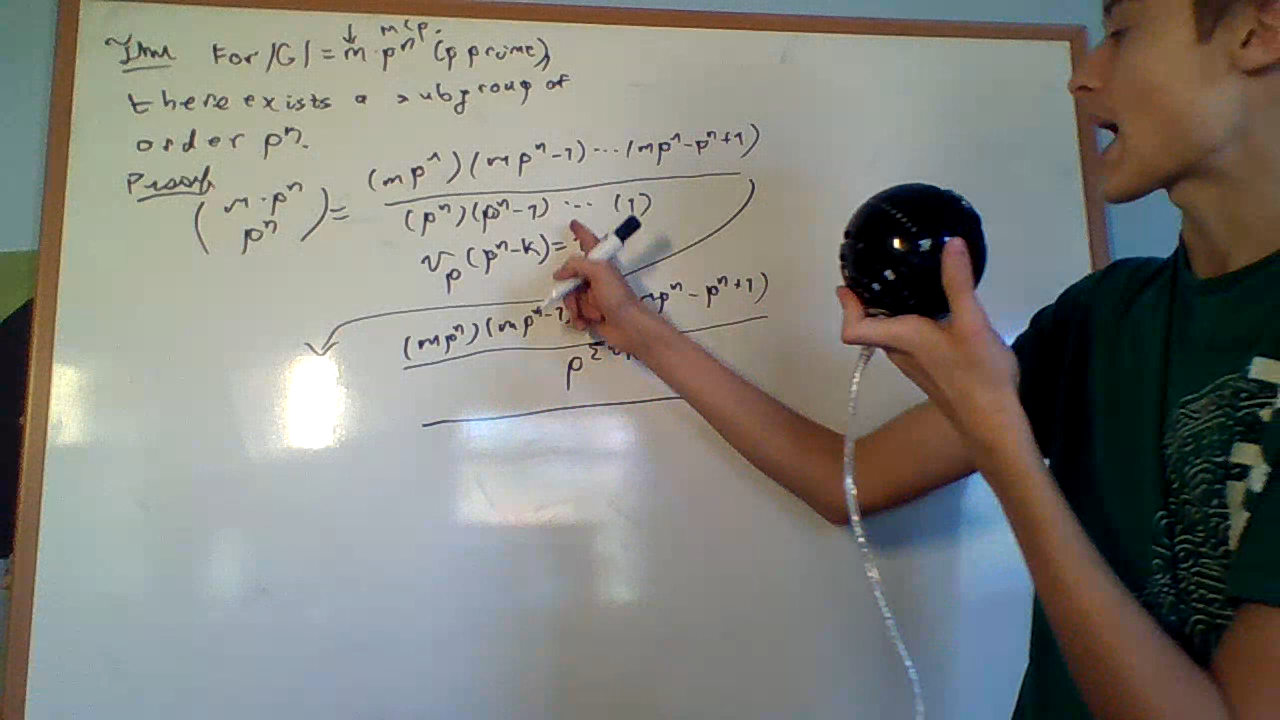 Thm For |G| = m · pⁿ (p prime), m<p.
there exists a subgroup of
order pⁿ.
Proof
(m · pⁿ / pⁿ) = (mpⁿ)(mpⁿ-1) ... (mpⁿ-pⁿ+1) / (pⁿ)(pⁿ-1) ... (1)
vₚ(pⁿ-k)=
(mpⁿ)(mpⁿ-1 mpⁿ - pⁿ+1)
p^Σ